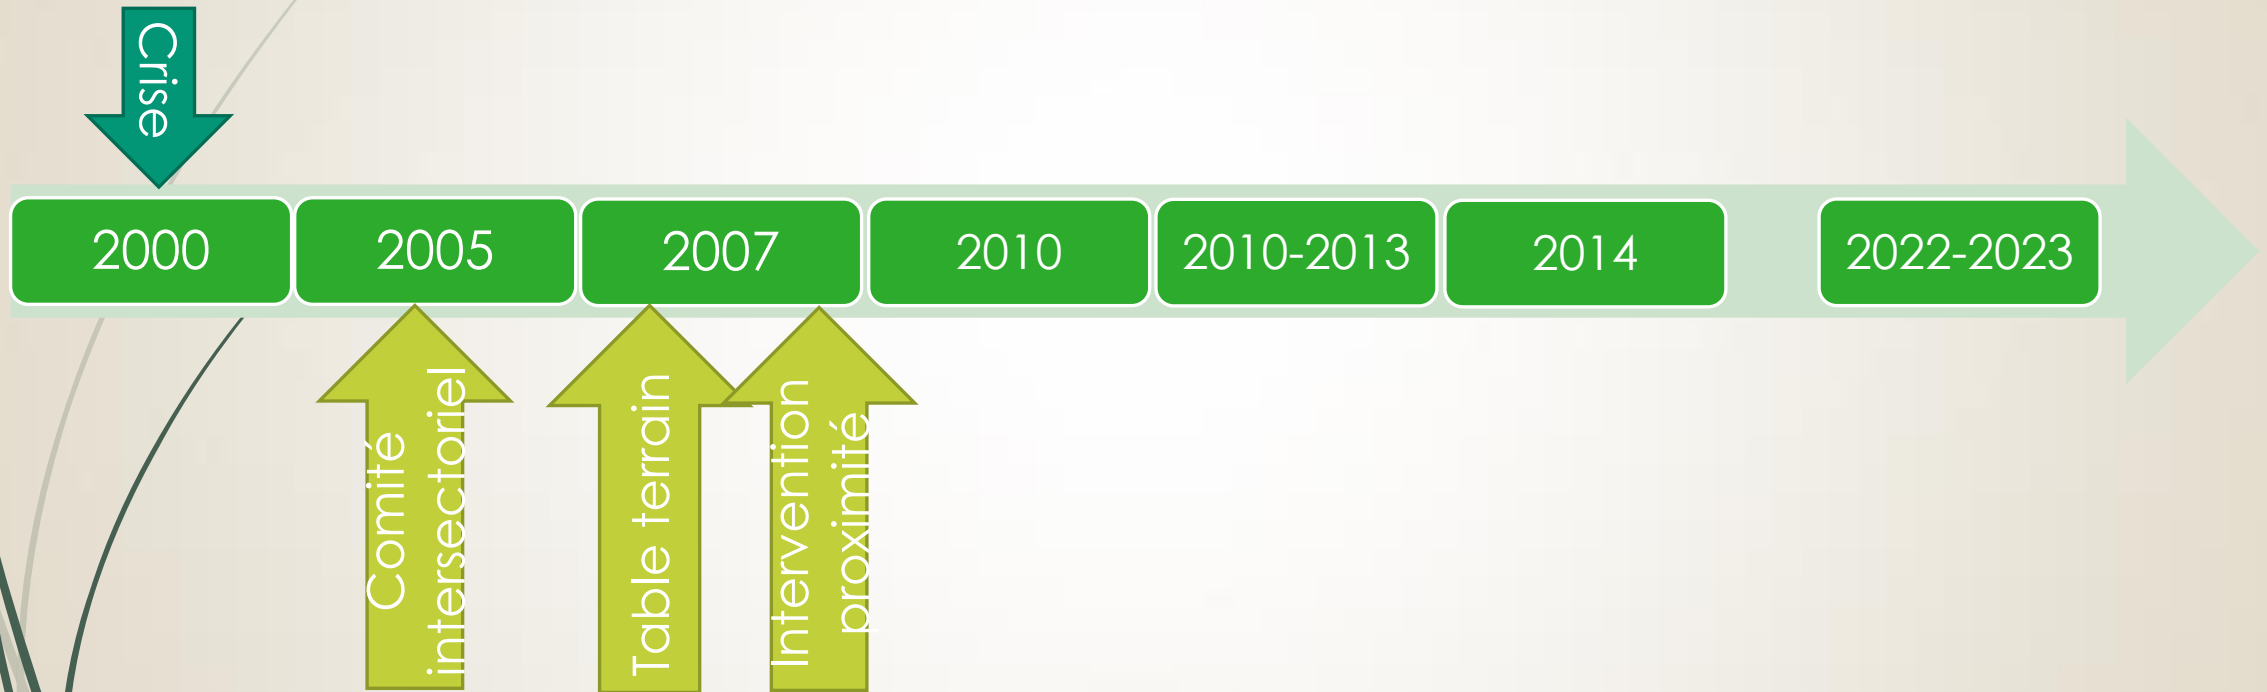 Crise
2000
2005
2007
2010
2010-2013
2014
2022-2023
Comité
intersectoriel
Table terrain
Intervention
proximité